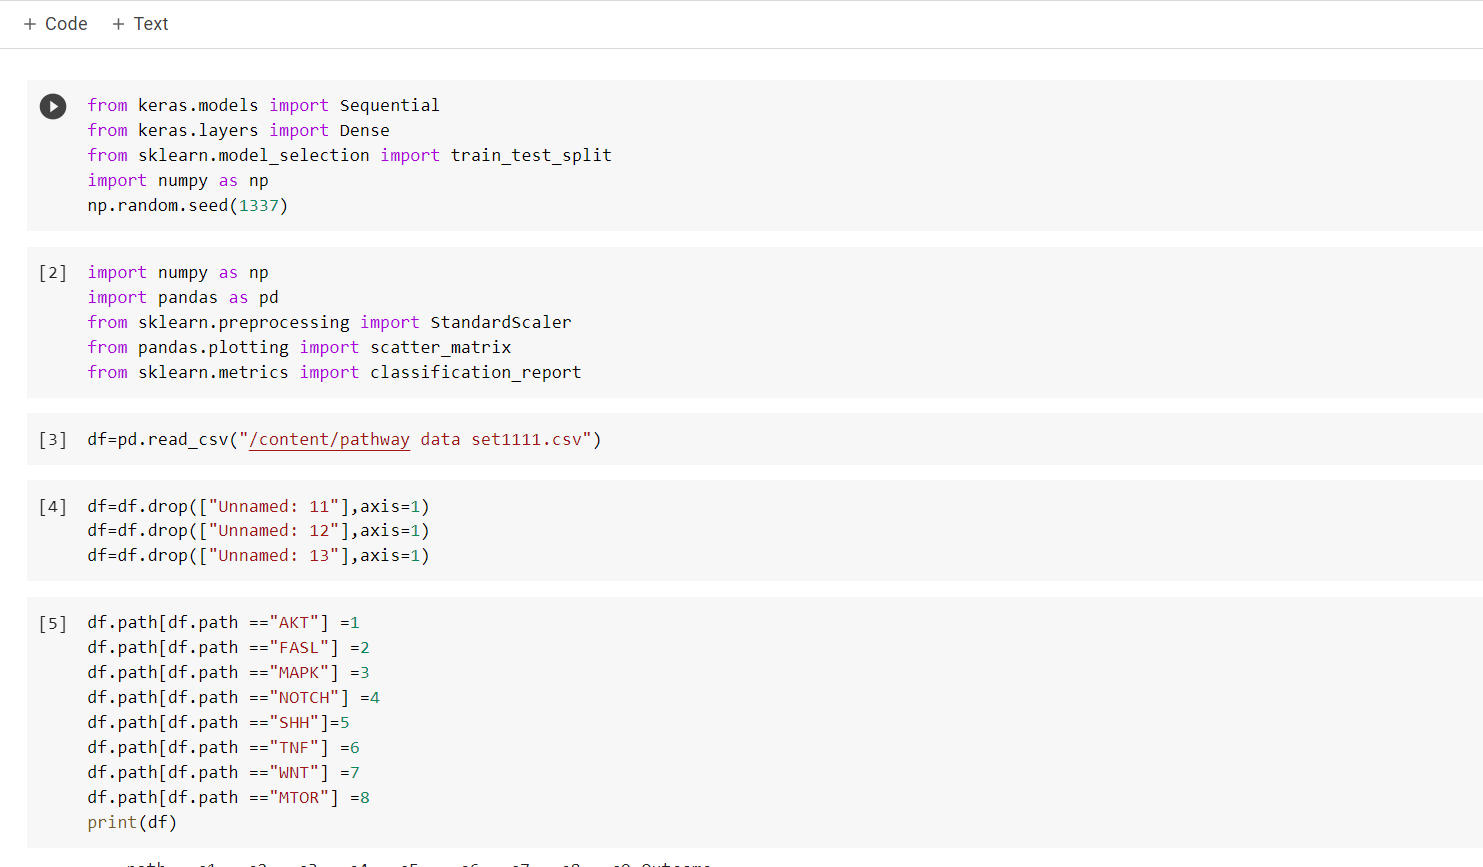 + Code + Text
from keras.models import Sequential
from keras.layers import Dense
from sklearn.model_selection import train_test_split
import numpy as np
np.random.seed(1337)
[2] import numpy as np
import pandas as pd
from sklearn.preprocessing import StandardScaler
from pandas.plotting import scatter_matrix
from sklearn.metrics import classification_report
[3] df=pd.read_csv("/content/pathway data set1111.csv")
[4] df=df.drop(["Unnamed: 11"],axis=1)
df=df.drop(["Unnamed: 12"],axis=1)
df=df.drop(["Unnamed: 13"],axis=1)
[5] df.path[df.path =="AKT"] =1
df.path[df.path =="FASL"] =2
df.path[df.path =="MAPK"] =3
df.path[df.path =="NOTCH"] =4
df.path[df.path =="SHH"]=5
df.path[df.path =="TNF"] =6
df.path[df.path =="WNT"] =7
df.path[df.path =="MTOR"] =8
print(df)